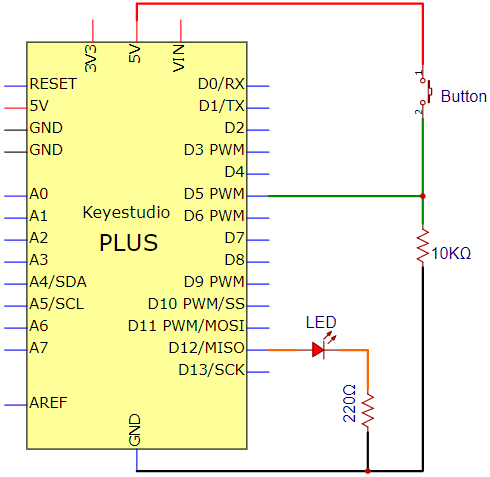 3V3
5V
VIN
RESET
5V
GND
GND
A0
A1
A2
A3
A4/SDA
A5/SCL
A6
A7
AREF
Keyestudio
PLUS
D0/RX
D1/TX
D2
D3 PWM
D4
D5 PWM
D6 PWM
D7
D8
D9 PWM
D10 PWM/SS
D11 PWM/MOSI
D12/MISO
D13/SCK
GND
1
2
Button
10KΩ
LED
220Ω